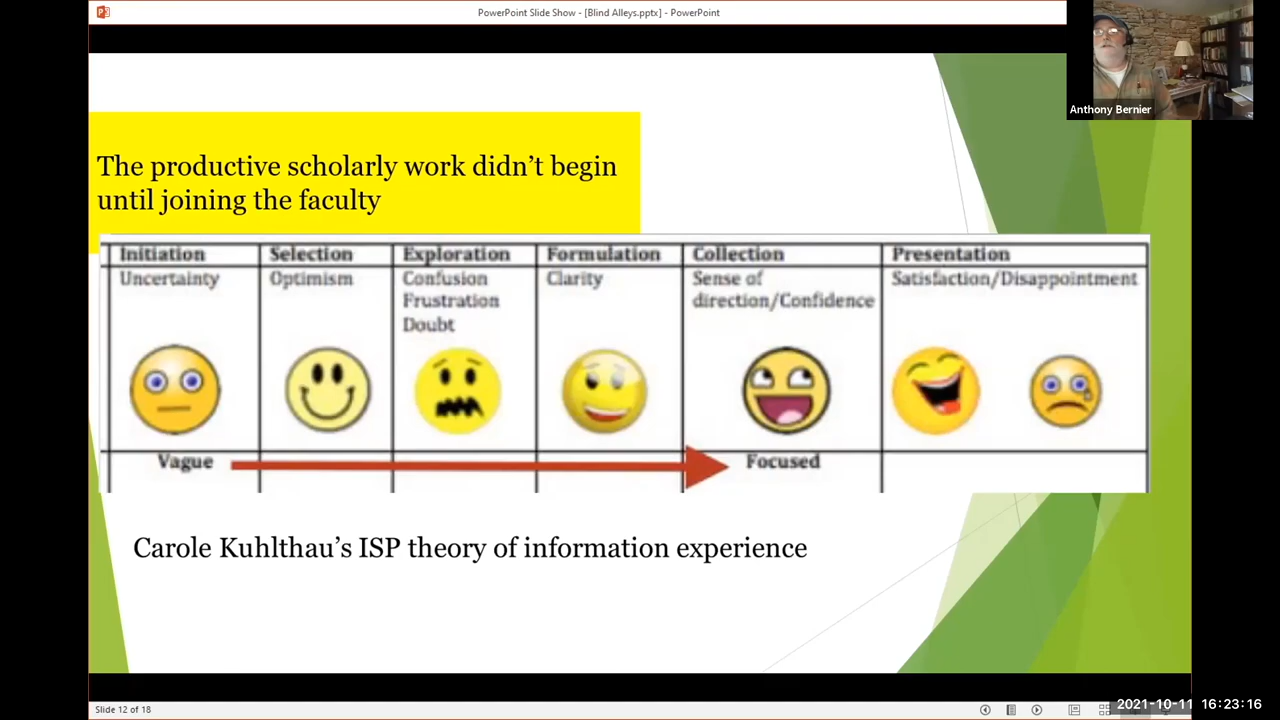 PowerPoint Slide Show - [Blind Alleys.pptx] - PowerPoint
Anthony Bernier
The productive scholarly work didn’t begin
until joining the faculty
Initiation Selection Exploration Formulation Collection Presentation
Uncertainty Optimism Confusion Clarity Sense of Satisfaction/Disappointment
Frustration direction/Confidence
Doubt
Vague Focused
Carole Kuhlthau’s ISP theory of information experience
Slide 12 of 18
2021-10-11 16:23:16